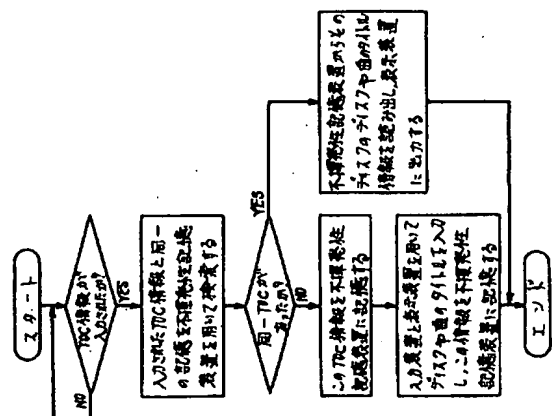 スタート
TOC情報が
入力されたか?
NO
YES
入力されたTOC情報と同一
の記憶を不揮発性記憶
装置を用いて検索する
同一TOCが
あったか?
YES
NO
不揮発性記憶装置からその
ディスクのディスクや曲のタイトル
情報を読み出し、表示装置
に出力する
このTOC情報を不揮発性
記憶装置に記憶する
入力装置と表示装置を用いて
ディスクや曲のタイトルを入力
し、この情報を不揮発性
記憶装置に記憶する
エンド